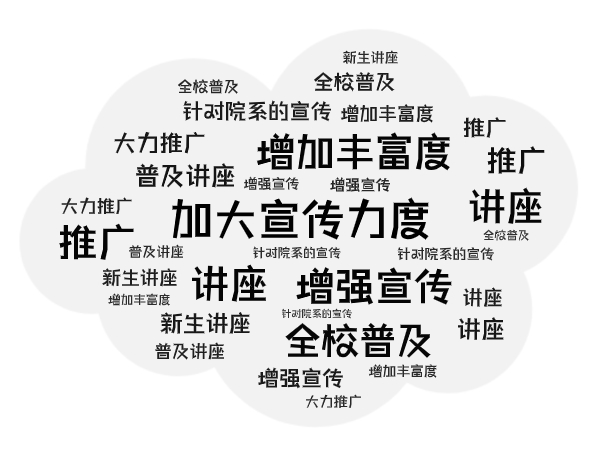 新生讲座
全校普及
全校普及
针对院系的宣传
增加丰富度
推广
大力推广
增加丰富度
推广
普及讲座
增强宣传
增强宣传
大力推广
加大宣传力度
讲座
推广
全校普及
普及讲座
针对院系的宣传
针对院系的宣传
新生讲座
讲座
增强宣传
讲座
增加丰富度
针对院系的宣传
新生讲座
全校普及
讲座
普及讲座
增强宣传
增加丰富度
大力推广